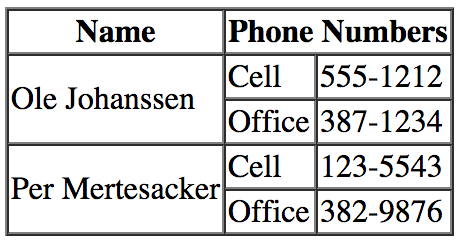 Name Phone Numbers
Ole Johanssen Cell 555-1212
Office 387-1234
Per Mertesacker Cell 123-5543
Office 382-9876